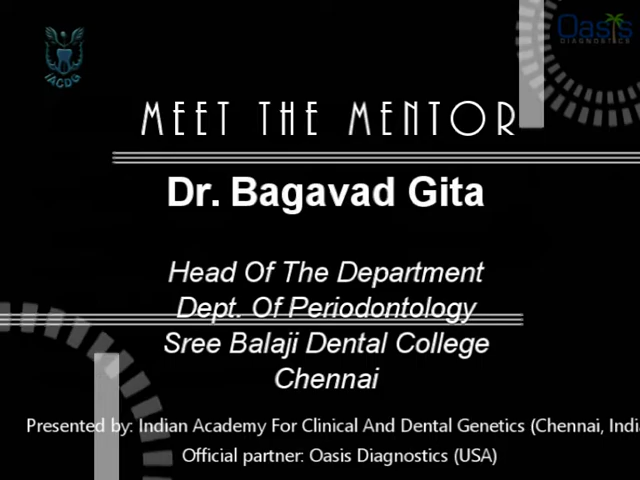 IACDG
Oasis
DIAGNOSTICS
MEET THE MENTOR
Dr. Bagavad Gita
Head Of The Department
Dept. Of Periodontology
Sree Balaji Dental College
Chennai
Presented by: Indian Academy For Clinical And Dental Genetics (Chennai, Indi
Official partner: Oasis Diagnostics (USA)